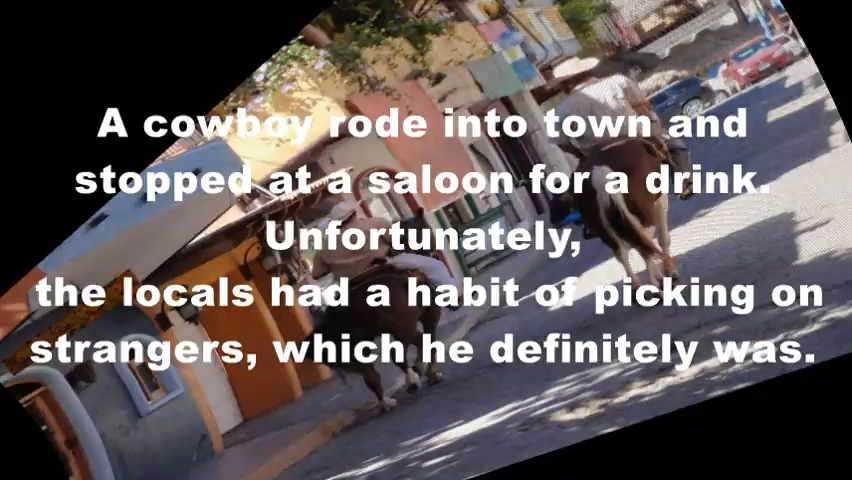 A cowboy rode into town and
stopped at a saloon for a drink.
Unfortunately,
the locals had a habit of picking on
strangers, which he definitely was.